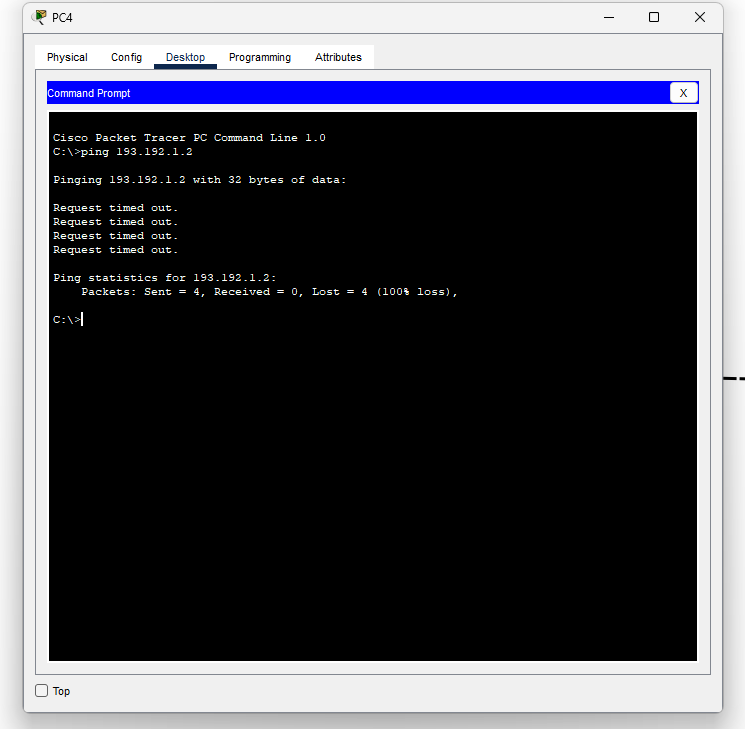 PC4
Physical Config Desktop Programming Attributes
Command Prompt X
Cisco Packet Tracer PC Command Line 1.0
C:\>ping 193.192.1.2
Pinging 193.192.1.2 with 32 bytes of data:
Request timed out.
Request timed out.
Request timed out.
Request timed out.
Ping statistics for 193.192.1.2:
Packets: Sent = 4, Received = 0, Lost = 4 (100% loss),
C:\>
Top